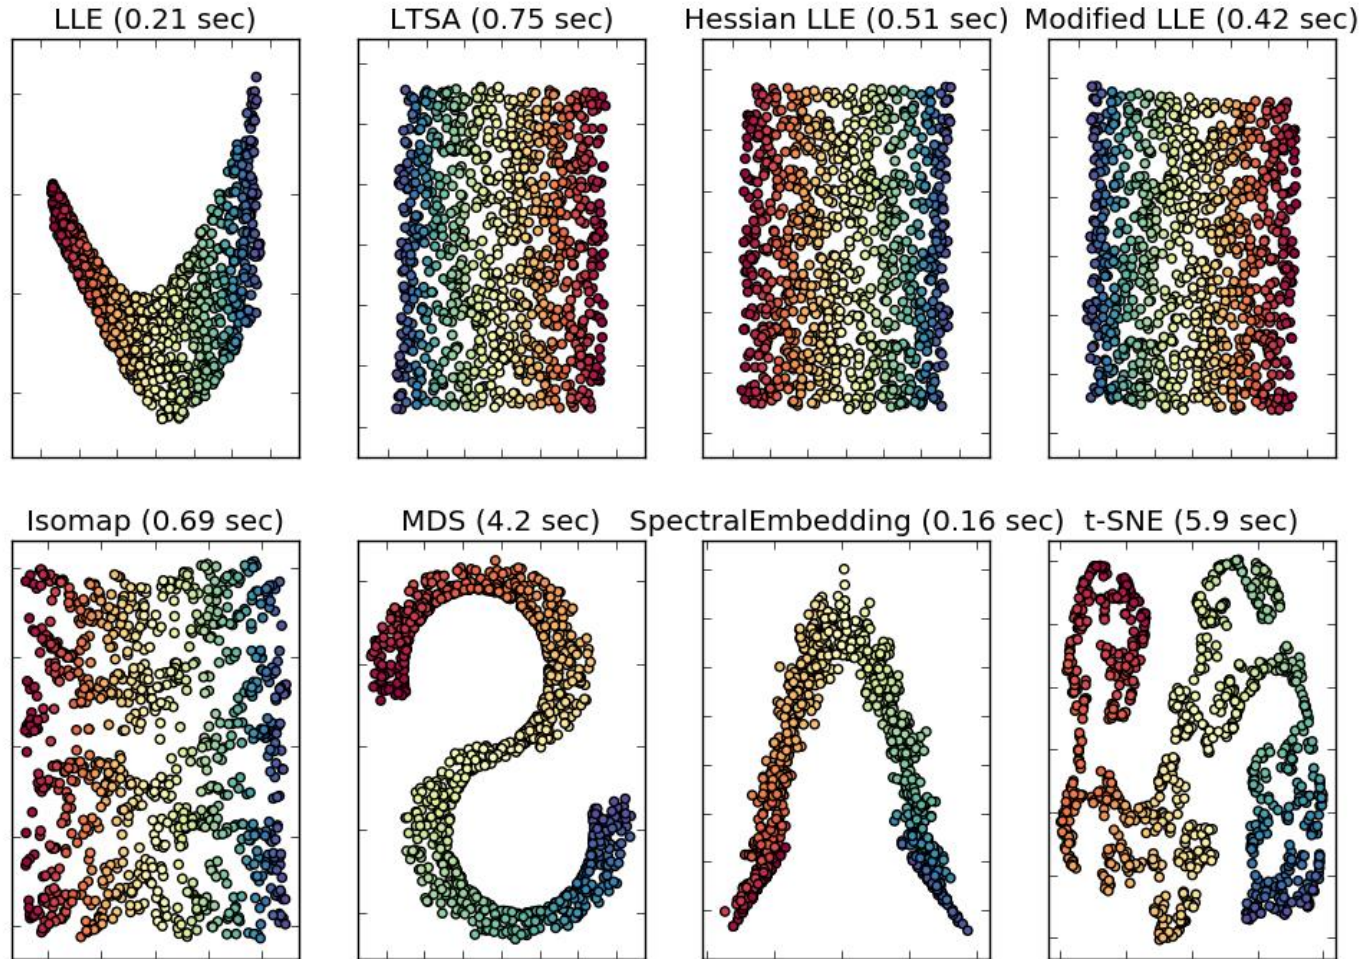 LLE (0.21 sec)
LTSA (0.75 sec)
Hessian LLE (0.51 sec)
Modified LLE (0.42 sec)
Isomap (0.69 sec)
MDS (4.2 sec)
SpectralEmbedding (0.16 sec)
t-SNE (5.9 sec)